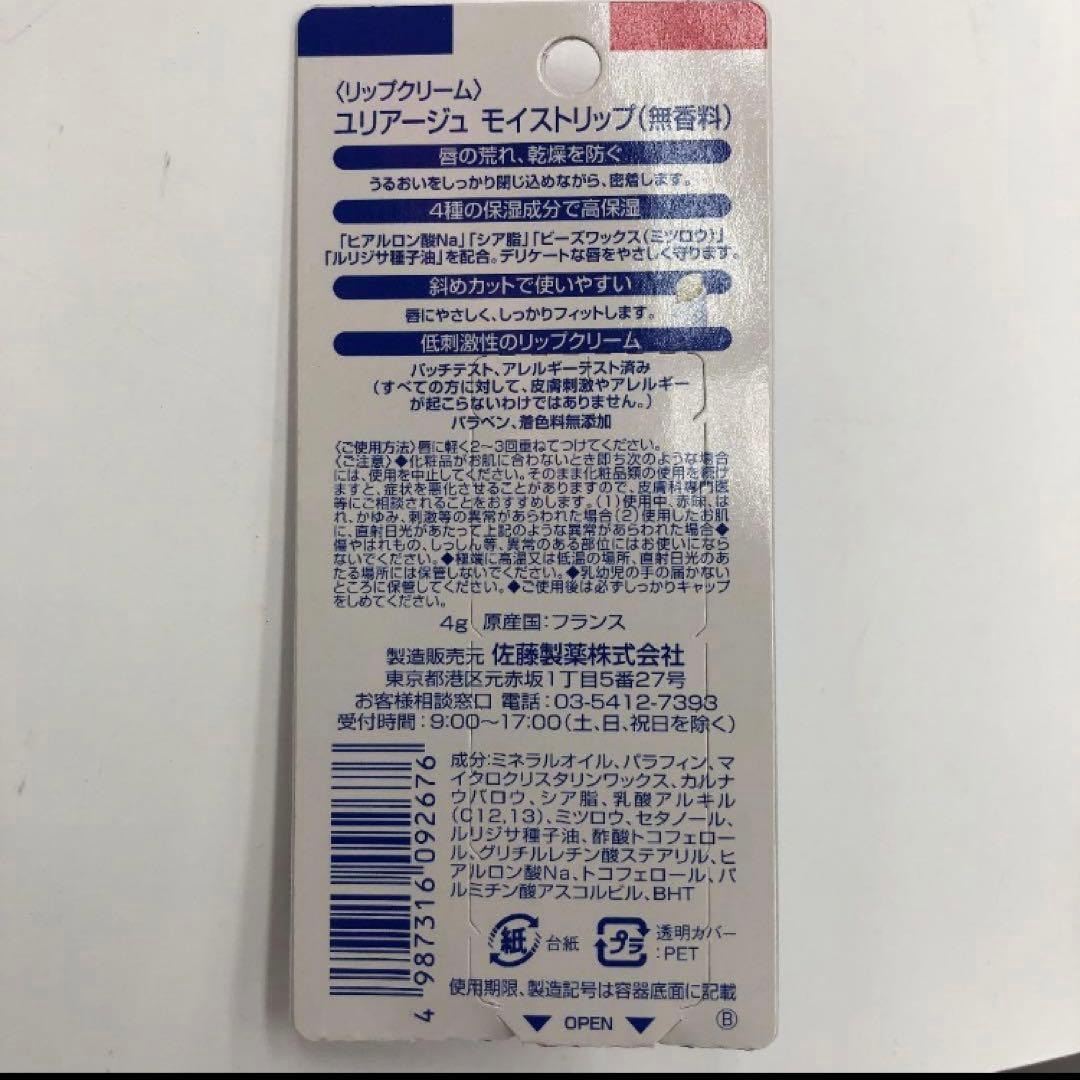 〈リップクリーム〉
ユリアージュ モイストリップ(無香料)
唇の荒れ、乾燥を防ぐ
うるおいをしっかり閉じ込めながら、密着します。
4種の保湿成分で高保湿
「ヒアルロン酸Na」「シア脂」「ビーズワックス(ミツロウ)」
「ルリジサ種子油」を配合。デリケートな唇をやさしく守ります。
斜めカットで使いやすい
唇にやさしく、しっかりフィットします。
低刺激性のリップクリーム
パッチテスト、アレルギーテスト済み
(すべての方に対して、皮膚刺激やアレルギー
が起こらないわけではありません。)
パラベン、着色料無添加
〈ご使用方法〉唇に軽く2〜3回重ねてつけてください。
〈ご注意〉◆化粧品がお肌に合わないとき即ち次のような場合
には、使用を中止してください。そのまま化粧品類の使用を続け
ますと、症状を悪化させることがありますので、皮膚科専門医
等にご相談されることをおすすめします。(1)使用中、赤味、は
れ、かゆみ、刺激等の異常があらわれた場合(2)使用したお肌
に、直射日光があたって上記のような異常があらわれた場合◆
傷やはれもの、しっしん等、異常のある部位にはお使いになら
ないでください。◆極端に高温又は低温の場所、直射日光のあ
たる場所には保管しないでください。◆乳幼児の手の届かない
ところに保管してください。◆ご使用後は必ずしっかりキャップ
をしめてください。
4g 原産国:フランス
製造販売元 佐藤製薬株式会社
東京都港区元赤坂1丁目5番27号
お客様相談窓口 電話:03-5412-7393
受付時間:9:00〜17:00(土、日、祝日を除く)
成分:ミネラルオイル、パラフィン、マ
イクロクリスタリンワックス、カルナ
ウバロウ、シア脂、乳酸アルキル
(C12,13)、ミツロウ、セタノール、
ルリジサ種子油、酢酸トコフェロー
ル、グリチルレチン酸ステアリル、ヒ
アルロン酸Na、トコフェロール、パ
ルミチン酸アスコルビル、BHT
4 987316 092676
紙 台紙
プラ 透明カバー
:PET
使用期限、製造記号は容器底面に記載
▼ OPEN ▼
Ⓑ